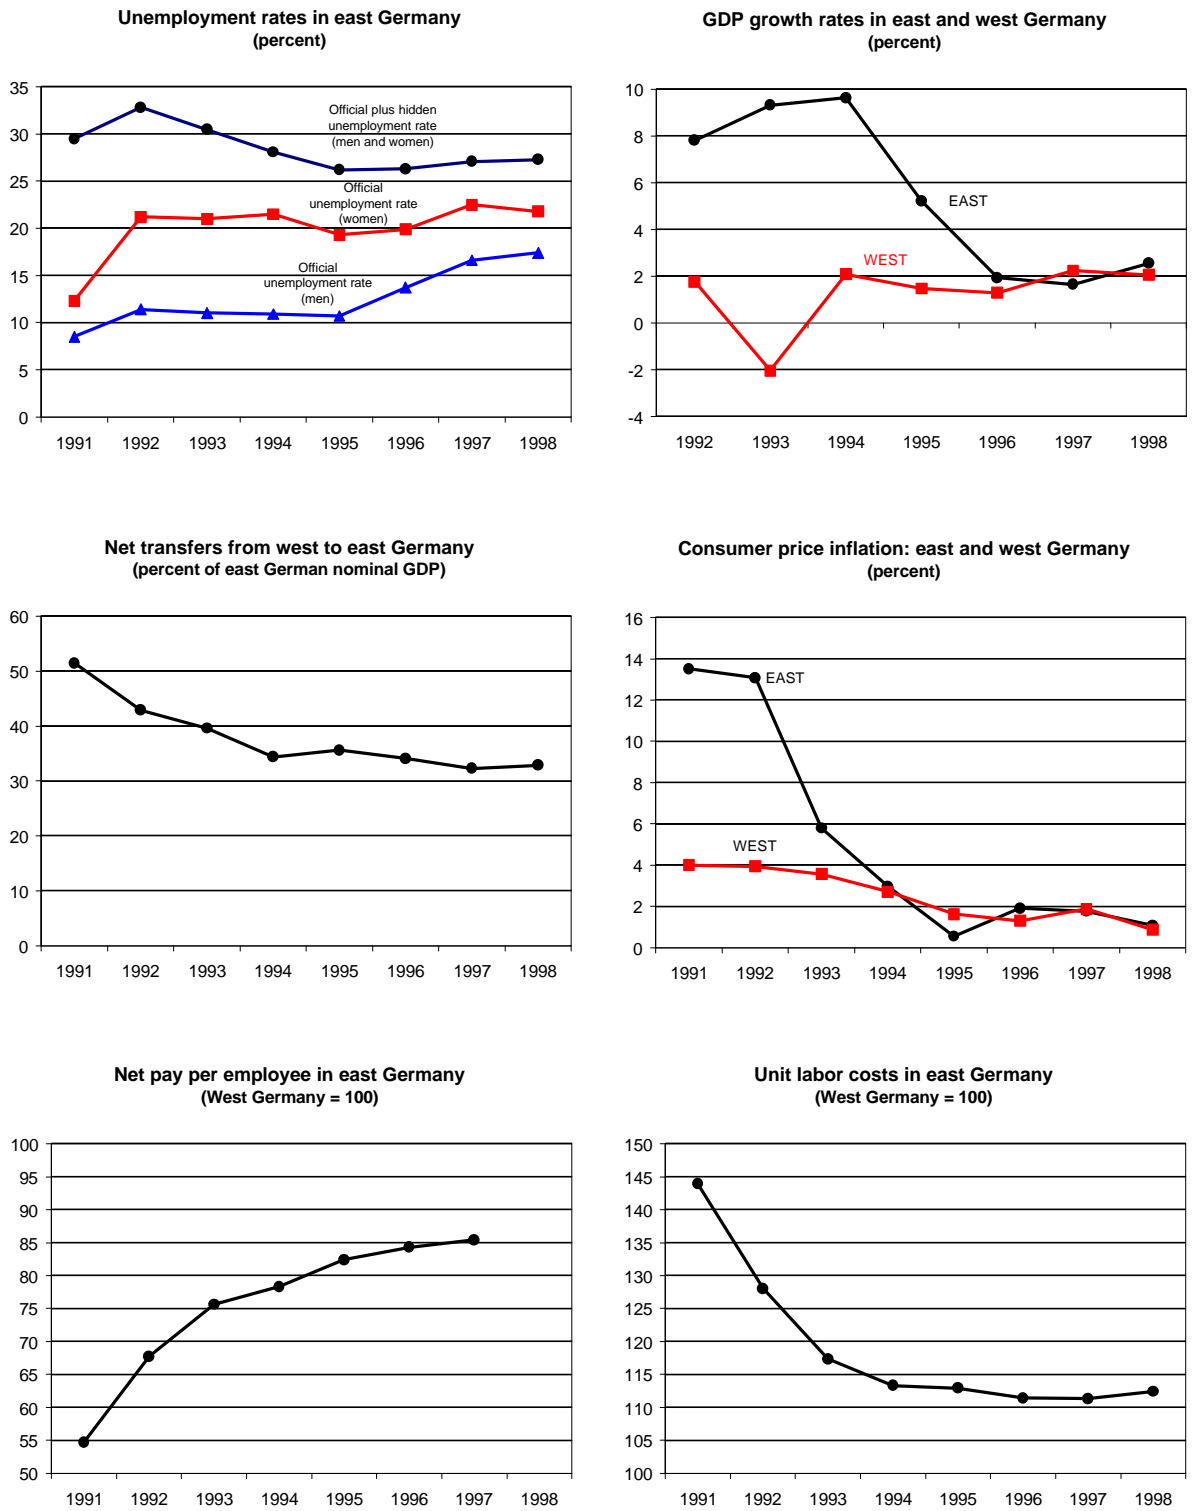 Unemployment rates in east Germany
(percent)
35
30
25
20
15
10
5
0
Official plus hidden
unemployment rate
(men and women)
Official
unemployment rate
(women)
Official
unemployment rate
(men)
1991 1992 1993 1994 1995 1996 1997 1998
GDP growth rates in east and west Germany
(percent)
10
8
6
4
2
0
-2
-4
EAST
WEST
1992 1993 1994 1995 1996 1997 1998
Net transfers from west to east Germany
(percent of east German nominal GDP)
60
50
40
30
20
10
0
1991 1992 1993 1994 1995 1996 1997 1998
Consumer price inflation: east and west Germany
(percent)
16
14
12
10
8
6
4
2
0
EAST
WEST
1991 1992 1993 1994 1995 1996 1997 1998
Net pay per employee in east Germany
(West Germany = 100)
100
95
90
85
80
75
70
65
60
55
50
1991 1992 1993 1994 1995 1996 1997 1998
Unit labor costs in east Germany
(West Germany = 100)
150
145
140
135
130
125
120
115
110
105
100
1991 1992 1993 1994 1995 1996 1997 1998